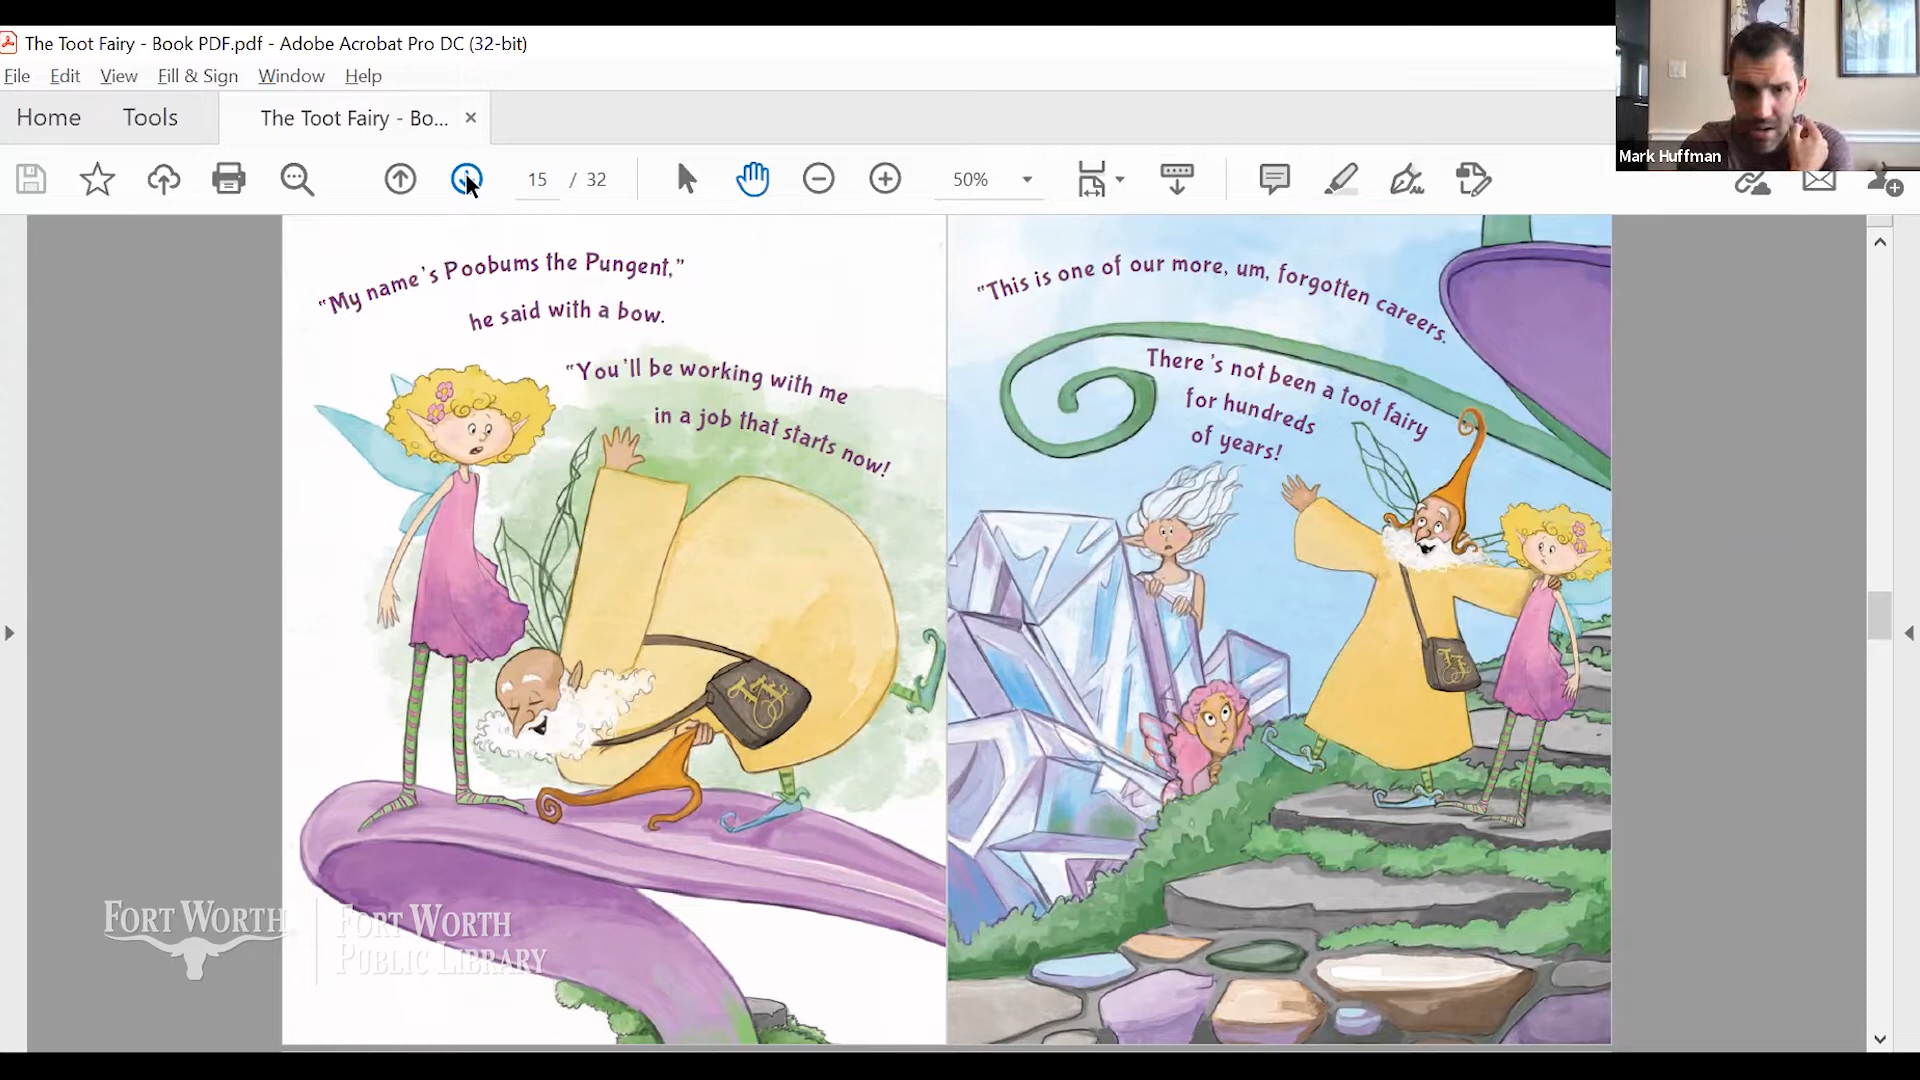 The Toot Fairy - Book PDF.pdf - Adobe Acrobat Pro DC (32-bit)
File Edit View Fill & Sign Window Help
Home Tools The Toot Fairy - Bo... ×
15 / 32 50%
Mark Huffman
“My name’s Poobums the Pungent,”
he said with a bow.
“You’ll be working with me
in a job that starts now!
“This is one of our more, um, forgotten careers.
There’s not been a toot fairy
for hundreds
of years!
FORT WORTH
FORT WORTH
PUBLIC LIBRARY